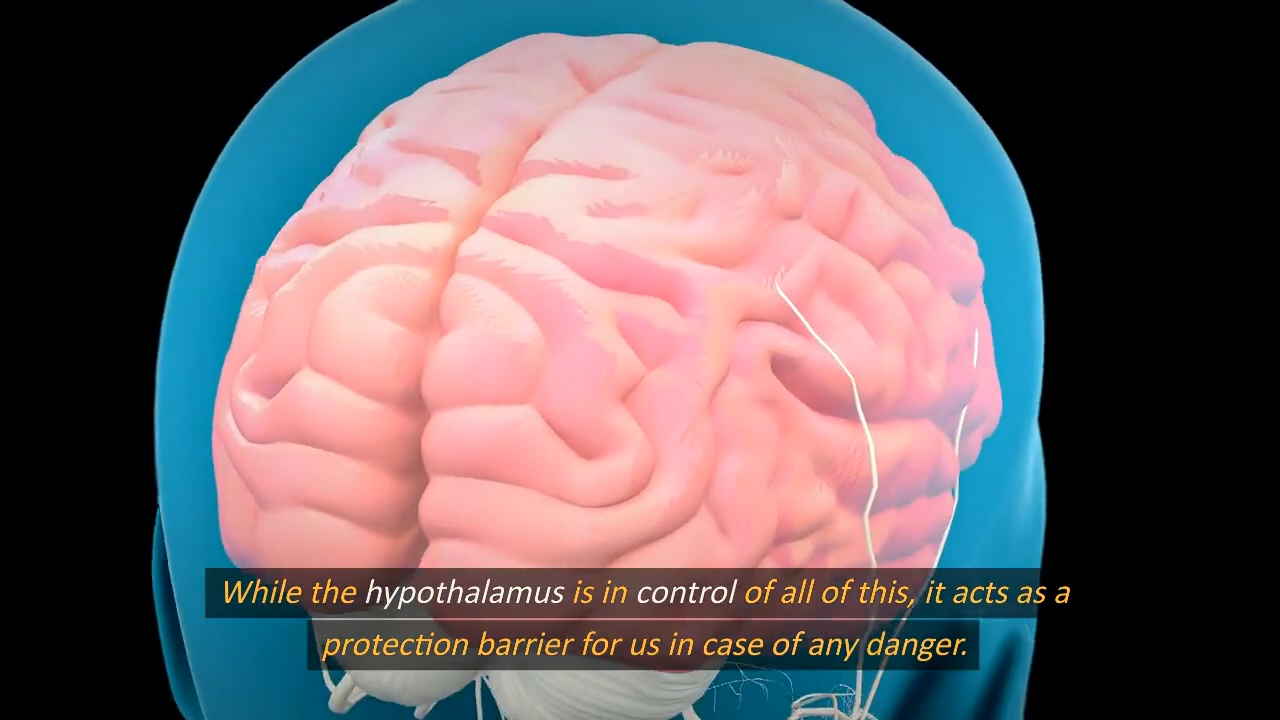 While the hypothalamus is in control of all of this, it acts as a
protection barrier for us in case of any danger.